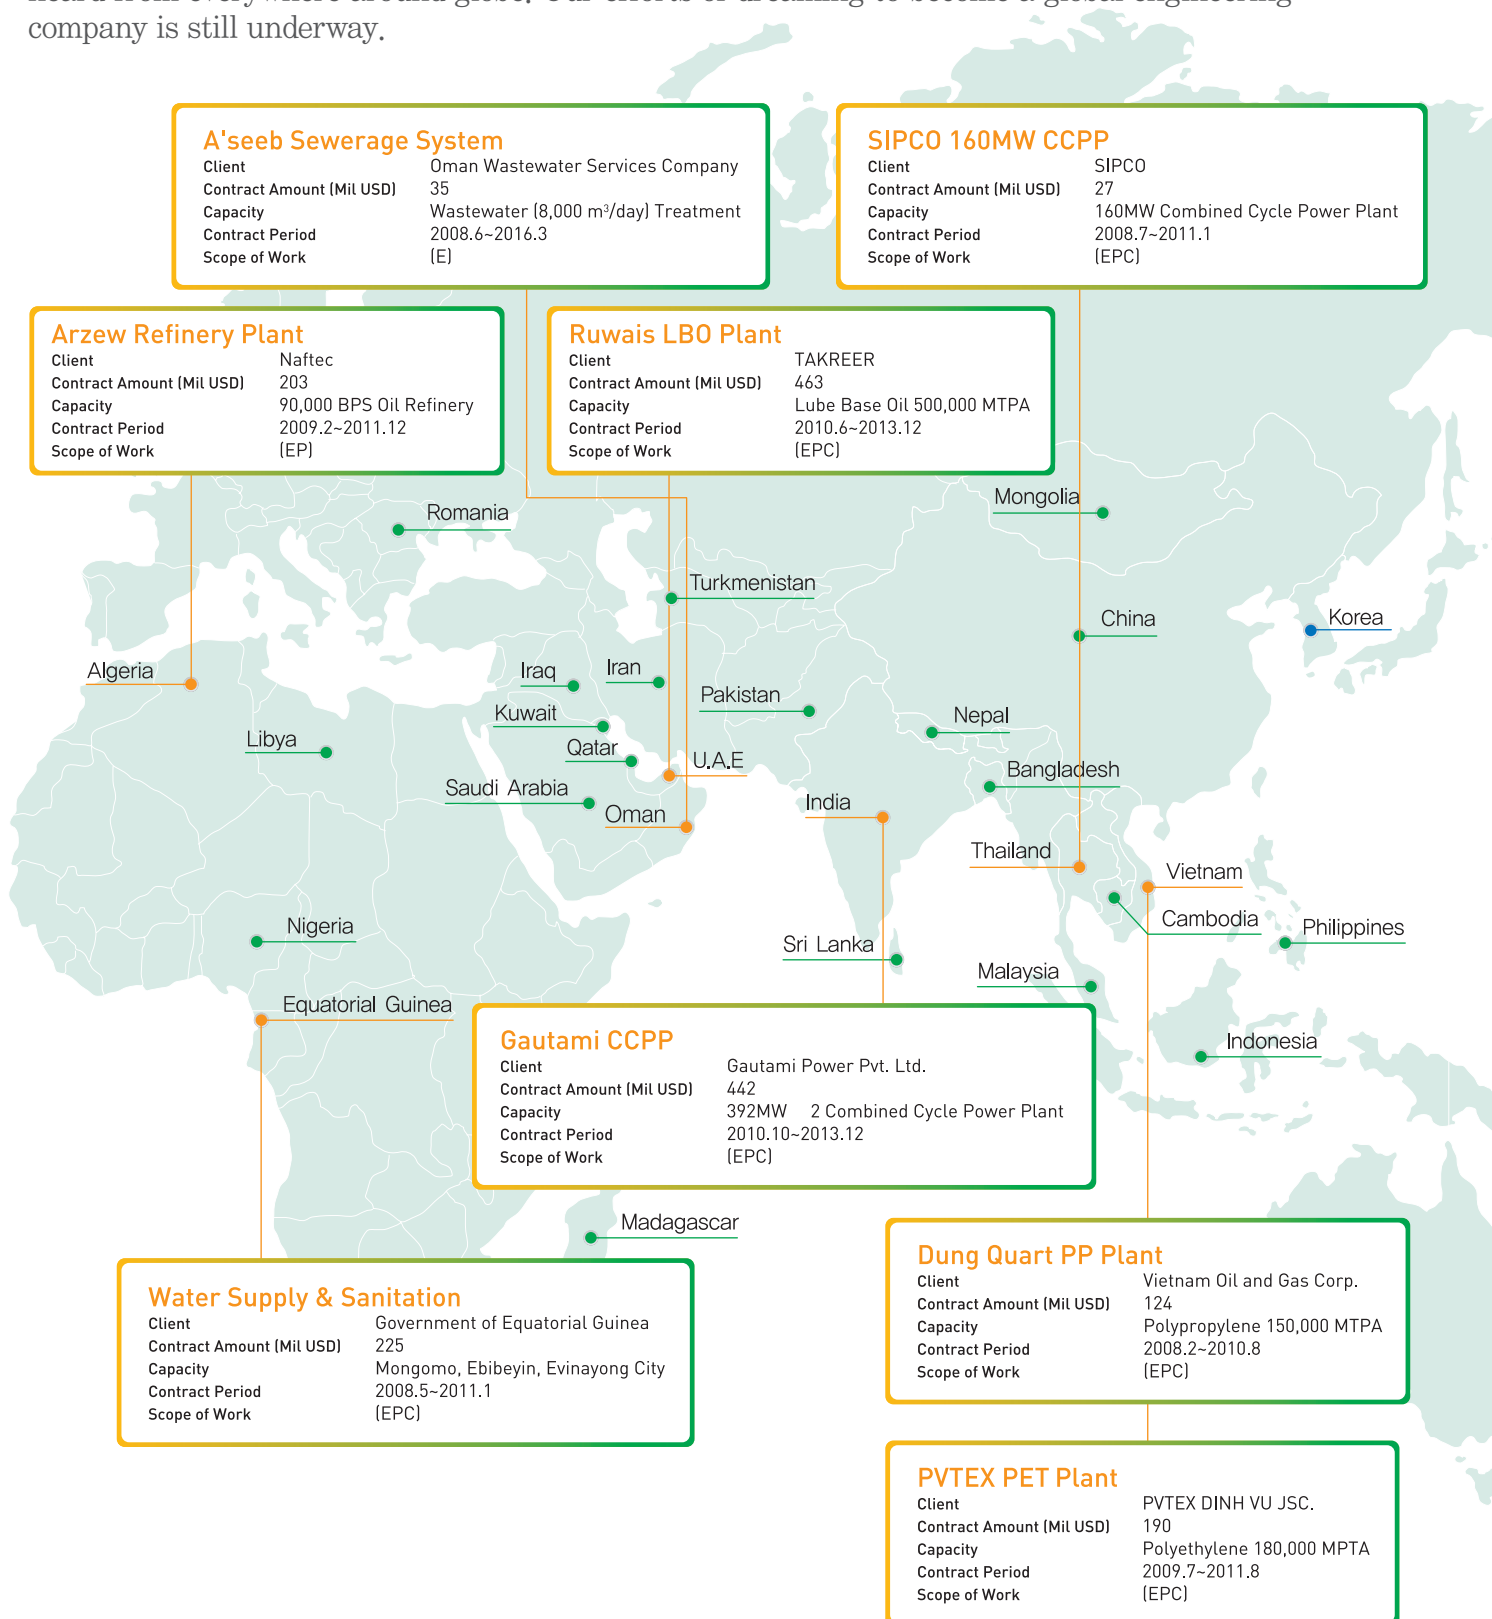 heard from everywhere around globe. Our efforts of dreaming to become a global engineering
company is still underway.
A'seeb Sewerage System
Client Oman Wastewater Services Company
Contract Amount (Mil USD) 35
Capacity Wastewater (8,000 m³/day) Treatment
Contract Period 2008.6~2016.3
Scope of Work (E)
SIPCO 160MW CCPP
Client SIPCO
Contract Amount (Mil USD) 27
Capacity 160MW Combined Cycle Power Plant
Contract Period 2008.7~2011.1
Scope of Work (EPC)
Arzew Refinery Plant
Client Naftec
Contract Amount (Mil USD) 203
Capacity 90,000 BPS Oil Refinery
Contract Period 2009.2~2011.12
Scope of Work (EP)
Ruwais LBO Plant
Client TAKREER
Contract Amount (Mil USD) 463
Capacity Lube Base Oil 500,000 MTPA
Contract Period 2010.6~2013.12
Scope of Work (EPC)
Mongolia
Romania
Turkmenistan
China
Korea
Algeria
Iraq
Iran
Pakistan
Kuwait
Nepal
Libya
Qatar
U.A.E
Bangladesh
Saudi Arabia
Oman
India
Thailand
Vietnam
Cambodia
Nigeria
Philippines
Sri Lanka
Malaysia
Equatorial Guinea
Indonesia
Gautami CCPP
Client Gautami Power Pvt. Ltd.
Contract Amount (Mil USD) 442
Capacity 392MW 2 Combined Cycle Power Plant
Contract Period 2010.10~2013.12
Scope of Work (EPC)
Madagascar
Water Supply & Sanitation
Client Government of Equatorial Guinea
Contract Amount (Mil USD) 225
Capacity Mongomo, Ebibeyin, Evinayong City
Contract Period 2008.5~2011.1
Scope of Work (EPC)
Dung Quart PP Plant
Client Vietnam Oil and Gas Corp.
Contract Amount (Mil USD) 124
Capacity Polypropylene 150,000 MTPA
Contract Period 2008.2~2010.8
Scope of Work (EPC)
PVTEX PET Plant
Client PVTEX DINH VU JSC.
Contract Amount (Mil USD) 190
Capacity Polyethylene 180,000 MPTA
Contract Period 2009.7~2011.8
Scope of Work (EPC)